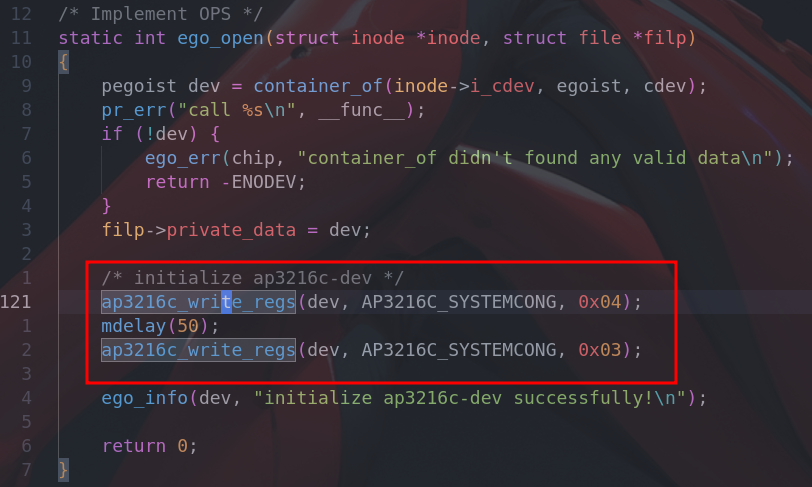 12 /* Implement OPS */
11 static int ego_open(struct inode *inode, struct file *filp)
10 {
9 pegoist dev = container_of(inode->i_cdev, egoist, cdev);
8 pr_err("call %s\n", __func__);
7 if (!dev) {
6 ego_err(chip, "container_of didn't found any valid data\n");
5 return -ENODEV;
4 }
3 filp->private_data = dev;
2
1 /* initialize ap3216c-dev */
121 ap3216c_write_regs(dev, AP3216C_SYSTEMCONG, 0x04);
1 mdelay(50);
2 ap3216c_write_regs(dev, AP3216C_SYSTEMCONG, 0x03);
3
4 ego_info(dev, "initialize ap3216c-dev successfully!\n");
5
6 return 0;
7 }